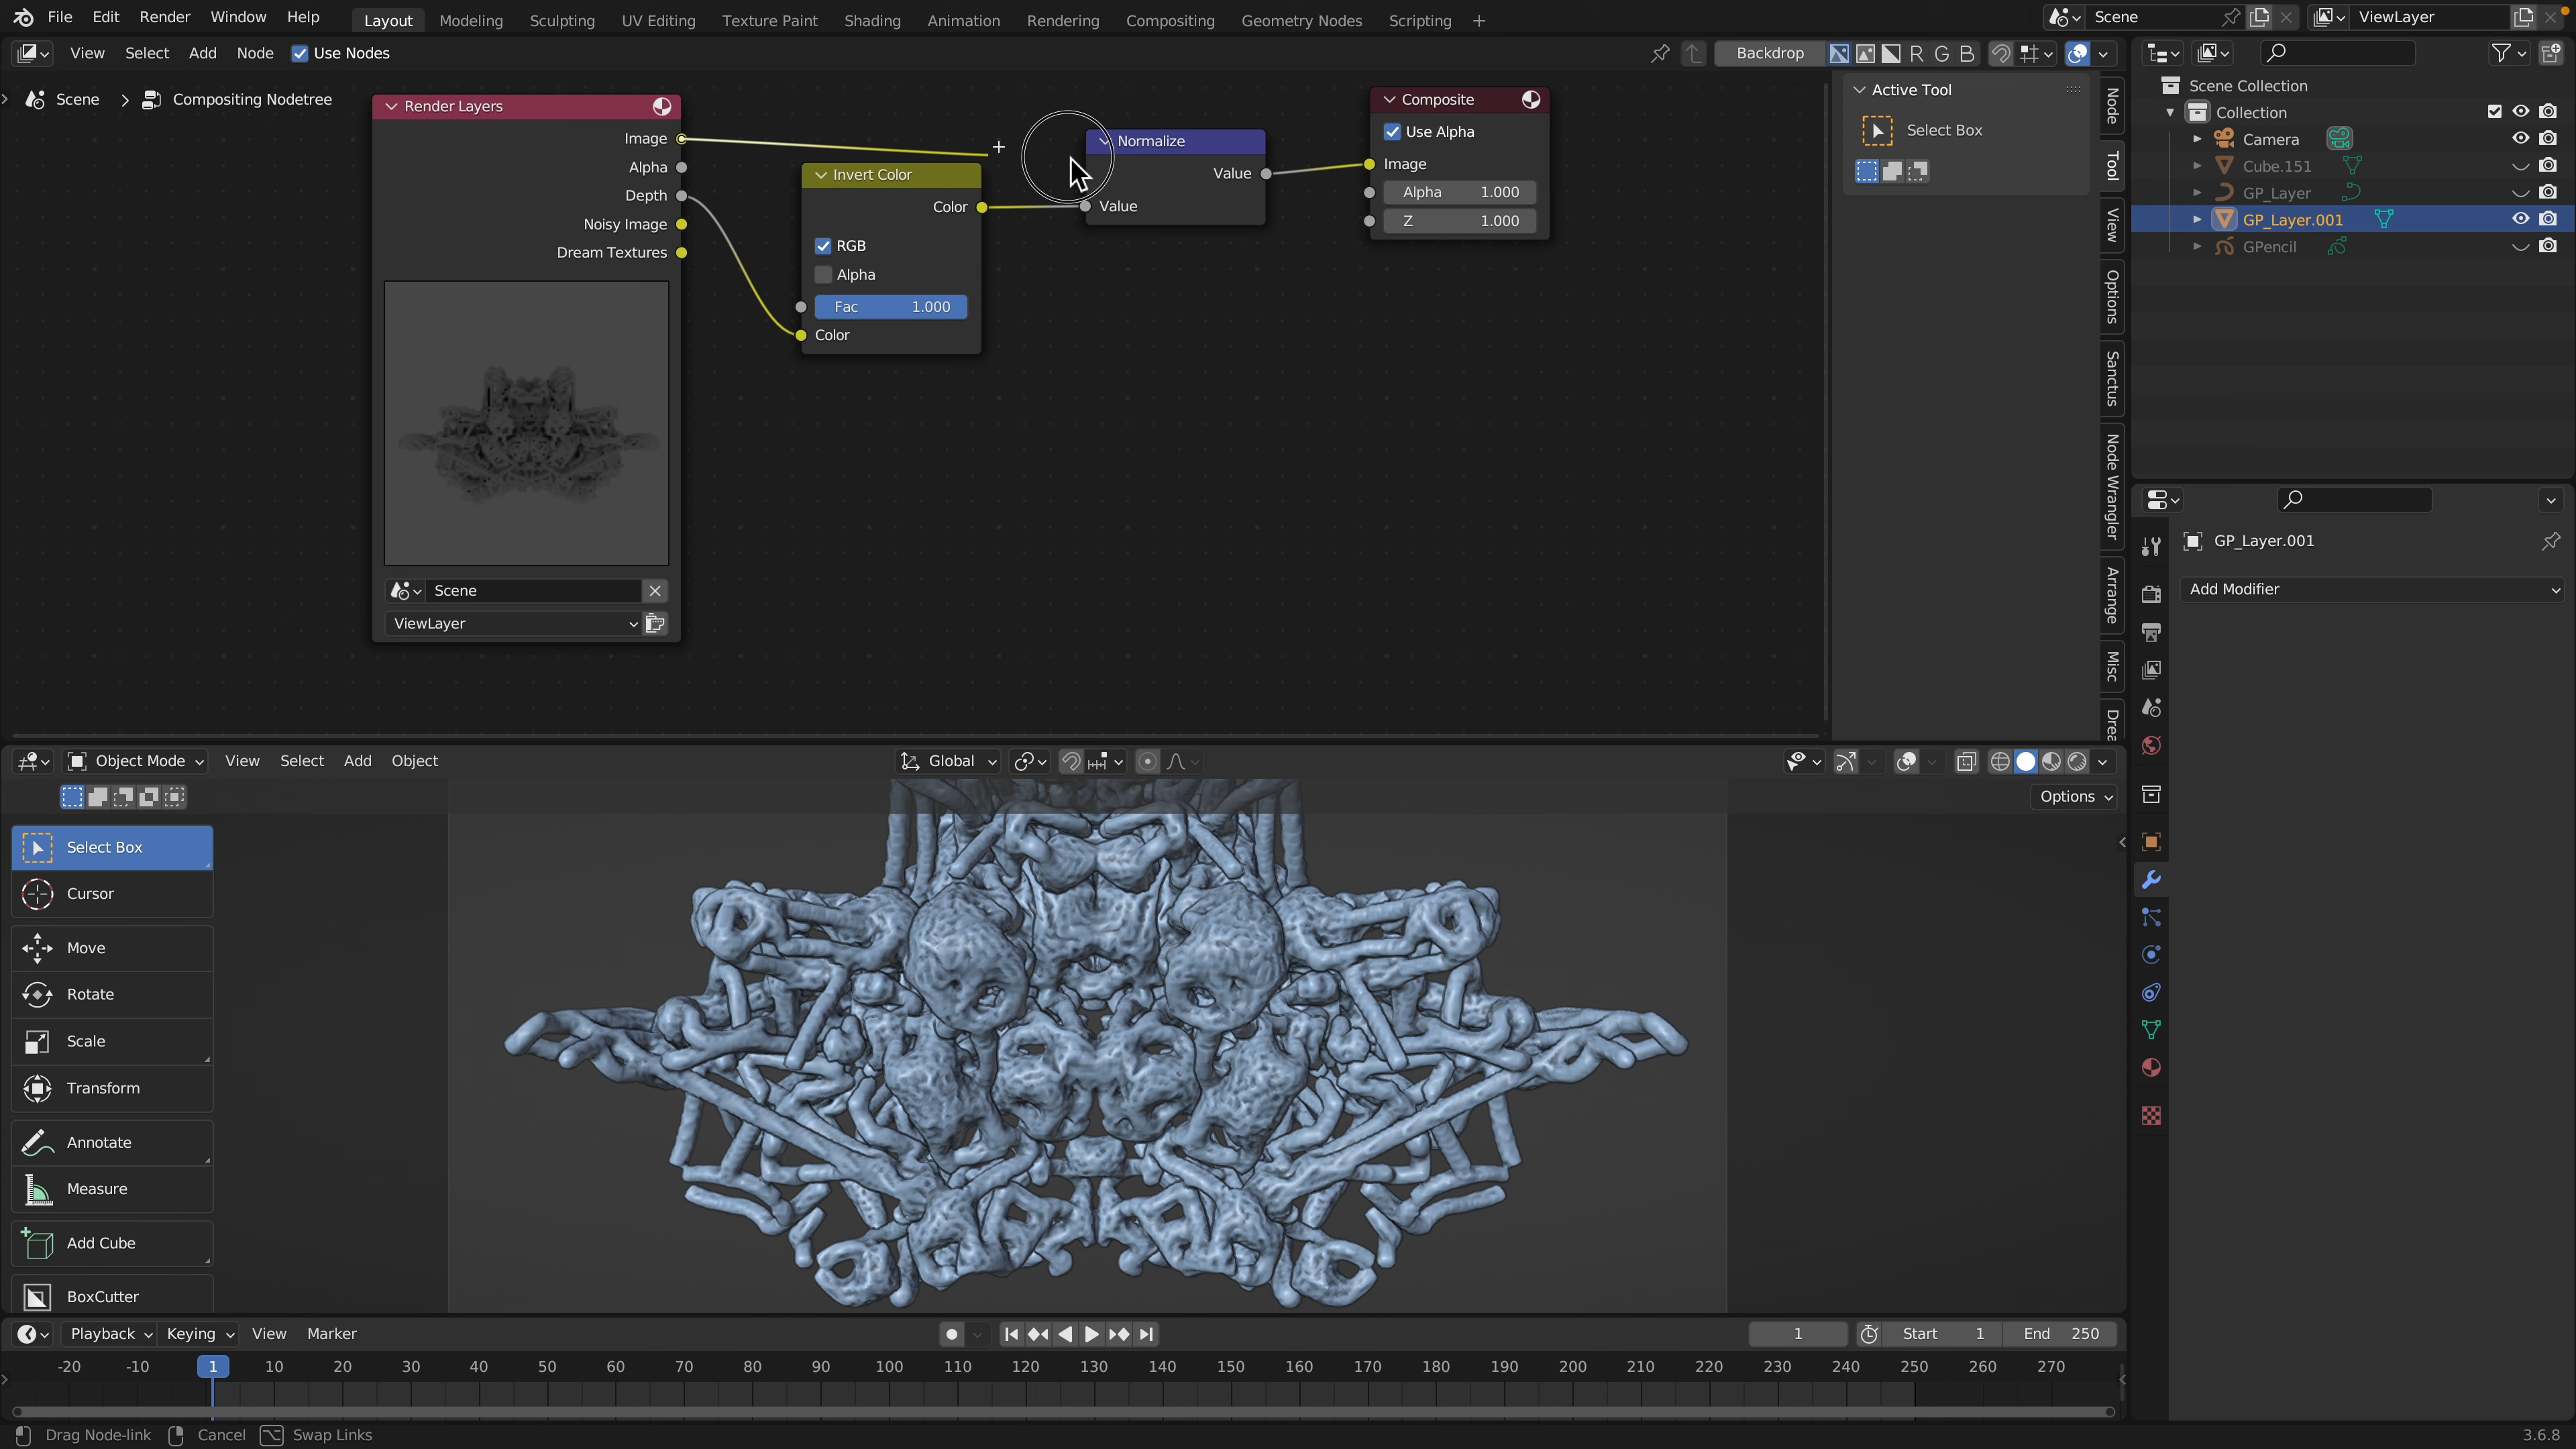 File Edit Render Window Help Layout Modeling Sculpting UV Editing Texture Paint Shading Animation Rendering Compositing Geometry Nodes Scripting + Scene ViewLayer
View Select Add Node Use Nodes Backdrop R G B
Scene > Compositing Nodetree
Render Layers
Image
Alpha
Depth
Noisy Image
Dream Textures
Scene
ViewLayer
Invert Color
Color
RGB
Alpha
Fac 1.000
Color
Normalize
Value
Value
Composite
Use Alpha
Image
Alpha 1.000
Z 1.000
Active Tool
Select Box
Node
Tool
View
Options
Sanctus
Node Wrangler
Arrange
Misc
Drea
Scene Collection
Collection
Camera
Cube.151
GP_Layer
GP_Layer.001
GPencil
GP_Layer.001
Add Modifier
Object Mode View Select Add Object Global
Options
Select Box
Cursor
Move
Rotate
Scale
Transform
Annotate
Measure
Add Cube
BoxCutter
Playback Keying View Marker 1 Start 1 End 250
-20 -10 1 10 20 30 40 50 60 70 80 90 100 110 120 130 140 150 160 170 180 190 200 210 220 230 240 250 260 270
Drag Node-link Cancel Swap Links 3.6.8